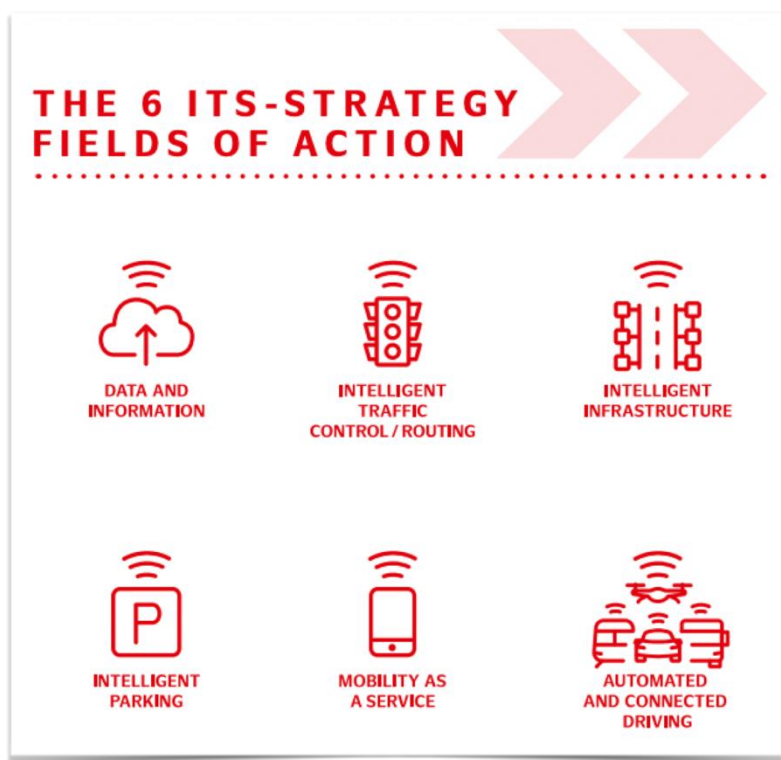 THE 6 ITS-STRATEGY
FIELDS OF ACTION
DATA AND
INFORMATION
INTELLIGENT
TRAFFIC
CONTROL / ROUTING
INTELLIGENT
INFRASTRUCTURE
P
INTELLIGENT
PARKING
MOBILITY AS
A SERVICE
AUTOMATED
AND CONNECTED
DRIVING